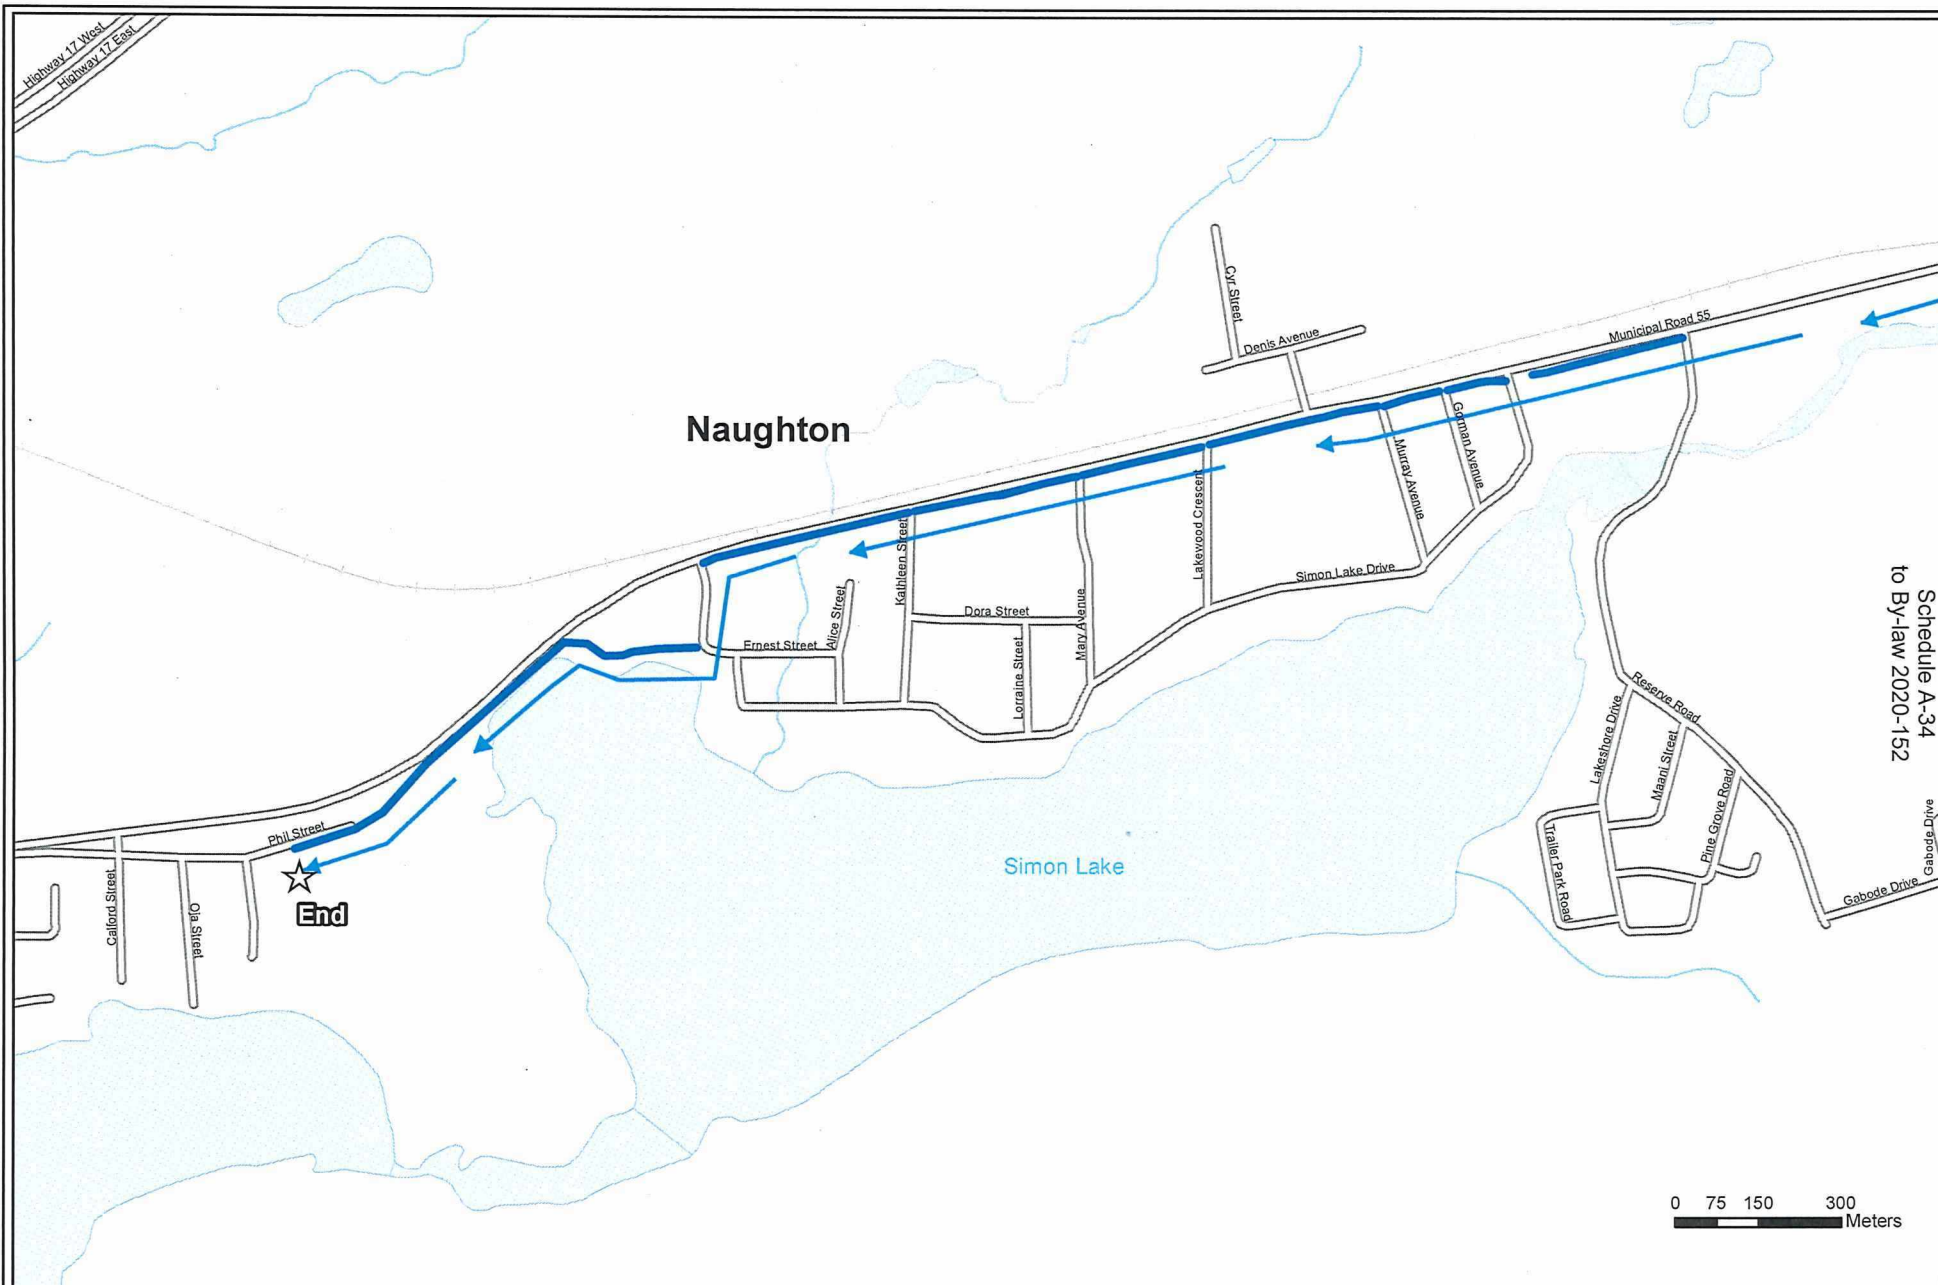 Highway 17 West
Highway 17 East
Cyr Street
Denis Avenue
Municipal Road 55
Naughton
Gorman Avenue
Murray Avenue
Lakewood Crescent
Kathleen Street
Simon Lake Drive
Alice Street
Dora Street
Mary Avenue
Ernest Street
Lorraine Street
Schedule A-34
to By-law 2020-152
Reserve Road
Lakeshore Drive
Maani Street
Pine Grove Road
Trailer Park Road
Gabode Drive
Gabode Drive
Phil Street
Simon Lake
Calford Street
Oja Street
End
0 75 150 300
Meters